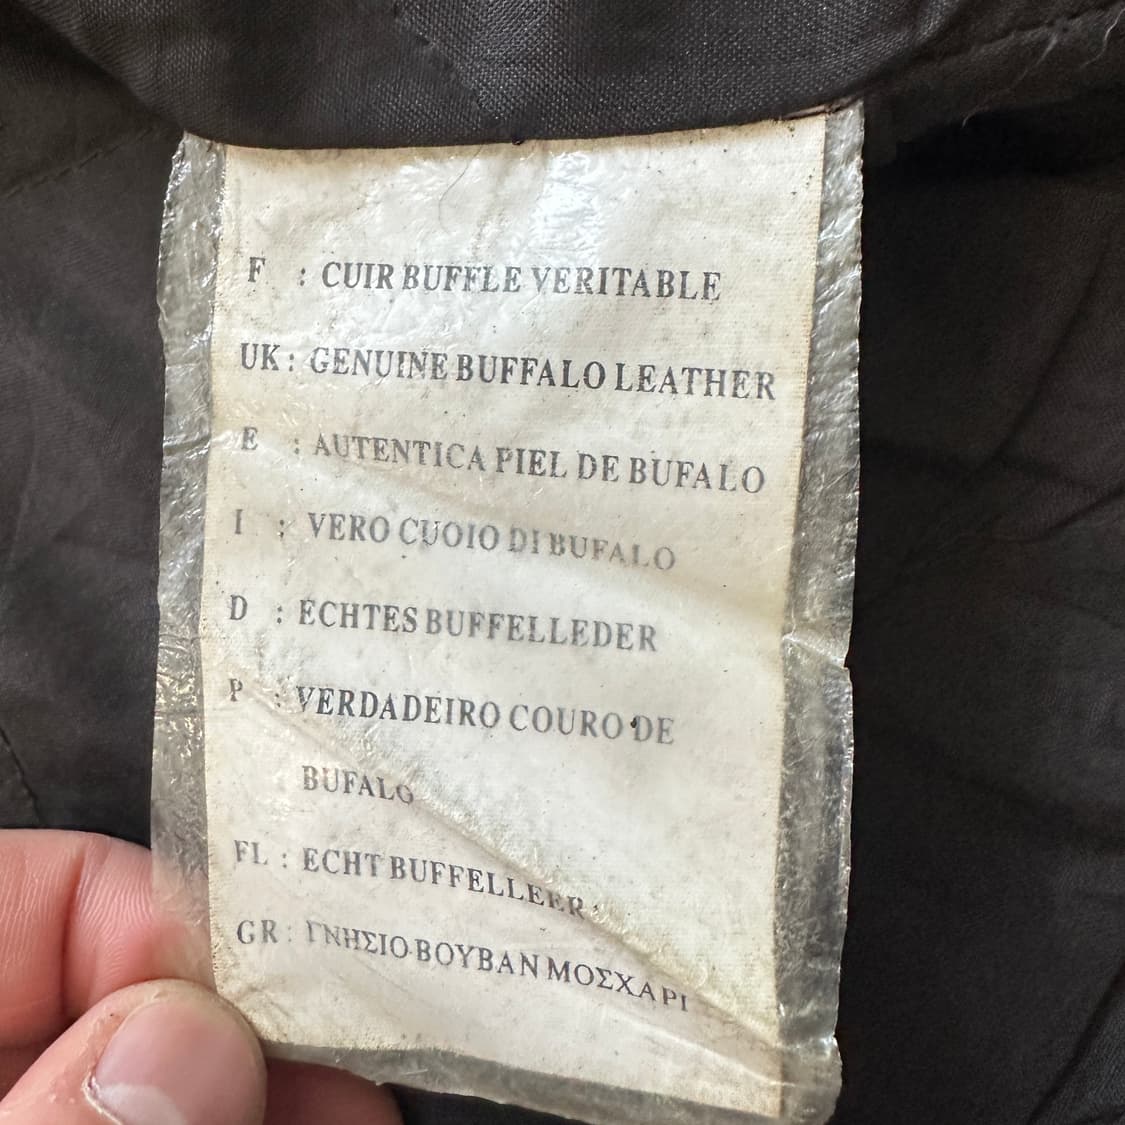 F : CUIR BUFFLE VERITABLE
UK : GENUINE BUFFALO LEATHER
E : AUTENTICA PIEL DE BUFALO
I : VERO CUOIO DI BUFALO
D : ECHTES BUFFELLEDER
P : VERDADEIRO COURO DE
BUFALO
FL : ECHT BUFFELLEER
GR : ΓΝΗΣΙΟ ΒΟΥΒΑΝ ΜΟΣΧΑΡΙ